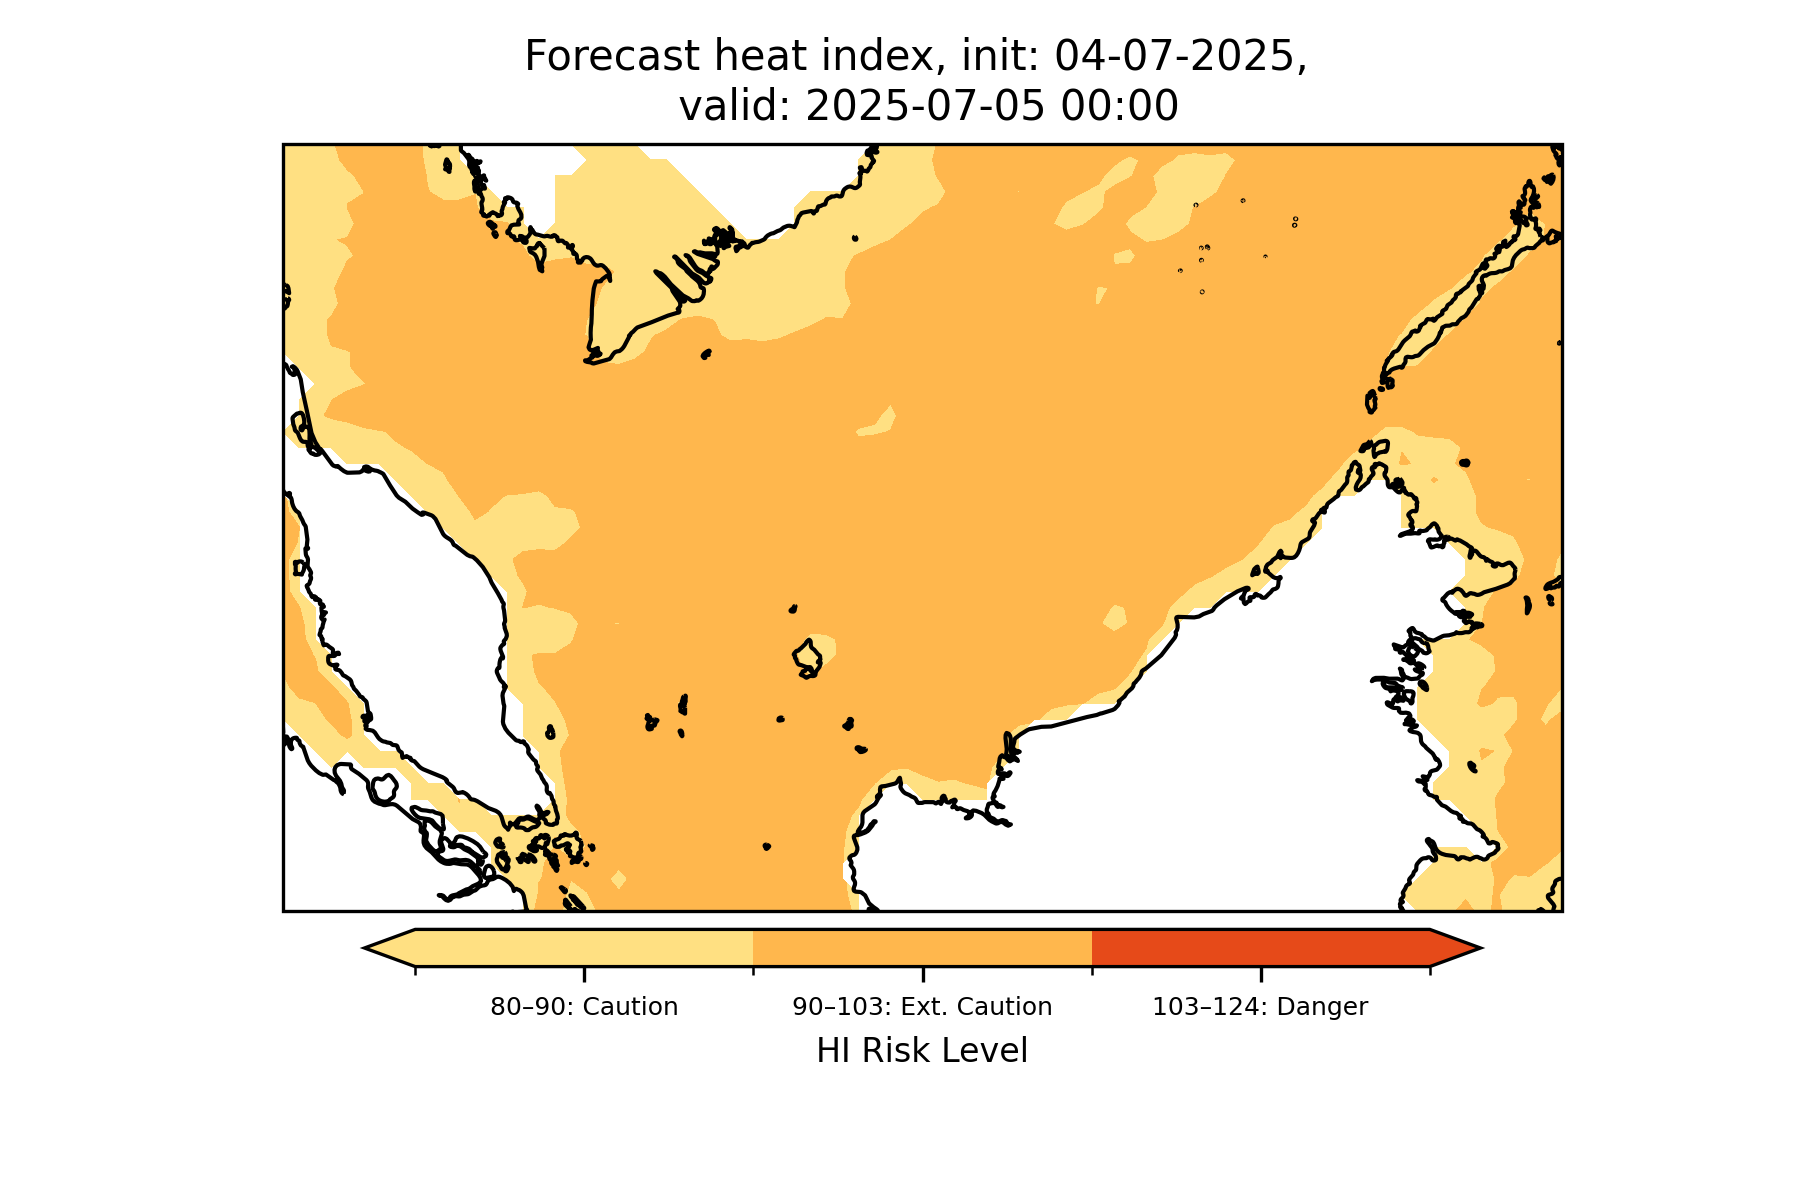 Forecast heat index, init: 04-07-2025,
valid: 2025-07-05 00:00
80–90: Caution
90–103: Ext. Caution
103–124: Danger
HI Risk Level